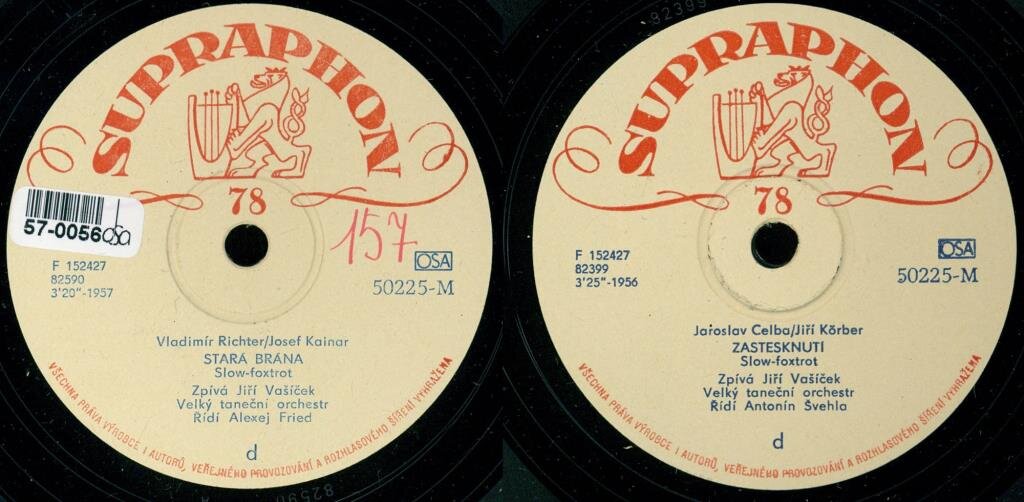 SUPRAPHON
78
57-0056 osa
157
OSA
F 152427
82590
3'20"-1957
50225-M
Vladimír Richter/Josef Kainar
STARÁ BRÁNA
Slow-foxtrot
Zpívá Jiří Vašíček
Velký taneční orchestr
Řídí Alexej Fried
d
VŠECHNA PRÁVA VÝROBCE I AUTORŮ, VEŘEJNÉHO PROVOZOVÁNÍ A ROZHLASOVÉHO ŠÍŘENÍ VYHRAŽENA
82590
82399
SUPRAPHON
78
OSA
F 152427
82399
3'25"-1956
50225-M
Jaroslav Celba/Jiří Körber
ZASTESKNUTÍ
Slow-foxtrot
Zpívá Jiří Vašíček
Velký taneční orchestr
Řídí Antonín Švehla
d
VŠECHNA PRÁVA VÝROBCE I AUTORŮ, VEŘEJNÉHO PROVOZOVÁNÍ A ROZHLASOVÉHO ŠÍŘENÍ VYHRAŽENA